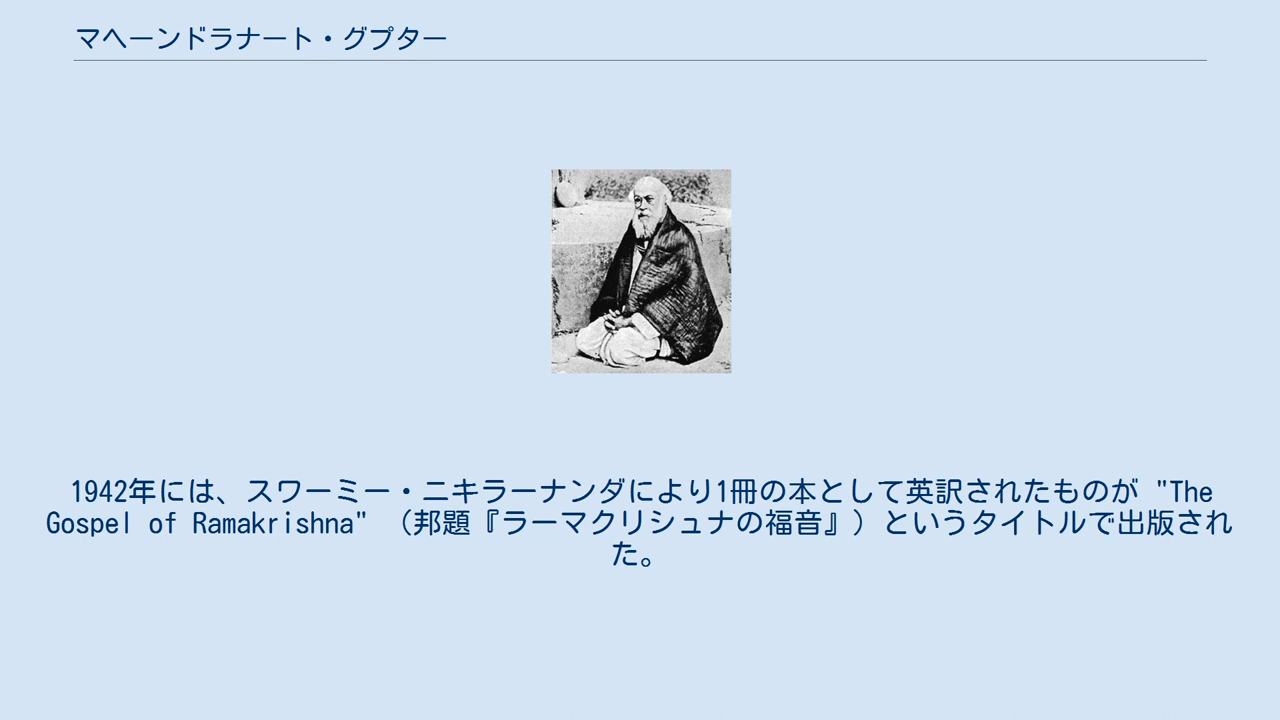 マヘーンドラナート・グプター
1942年には、スワーミー・ニキラーナンダにより1冊の本として英訳されたものが "The
Gospel of Ramakrishna" （邦題『ラーマクリシュナの福音』）というタイトルで出版され
た。